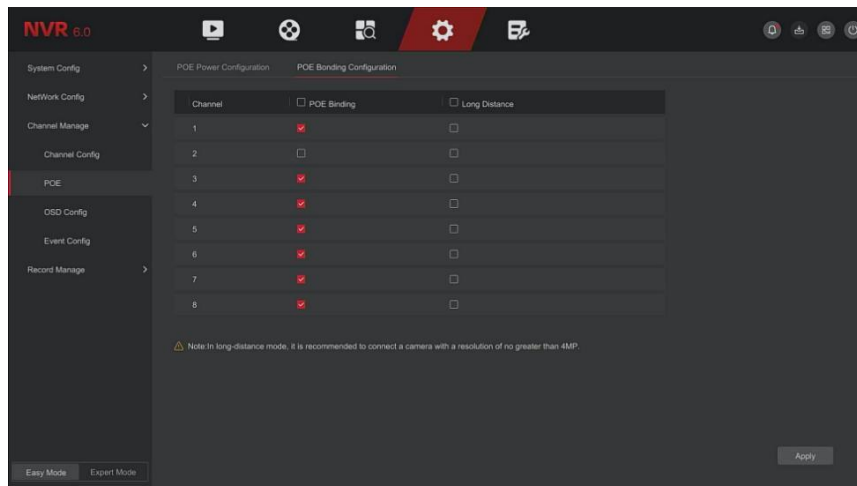 NVR 6.0
System Config
POE Power Configuration POE Bonding Configuration
NetWork Config
Channel POE Binding Long Distance
Channel Manage
1
Channel Config
2
POE
3
OSD Config
4
5
Event Config
6
Record Manage
7
8
Note:In long-distance mode, it is recommended to connect a camera with a resolution of no greater than 4MP.
Apply
Easy Mode Expert Mode